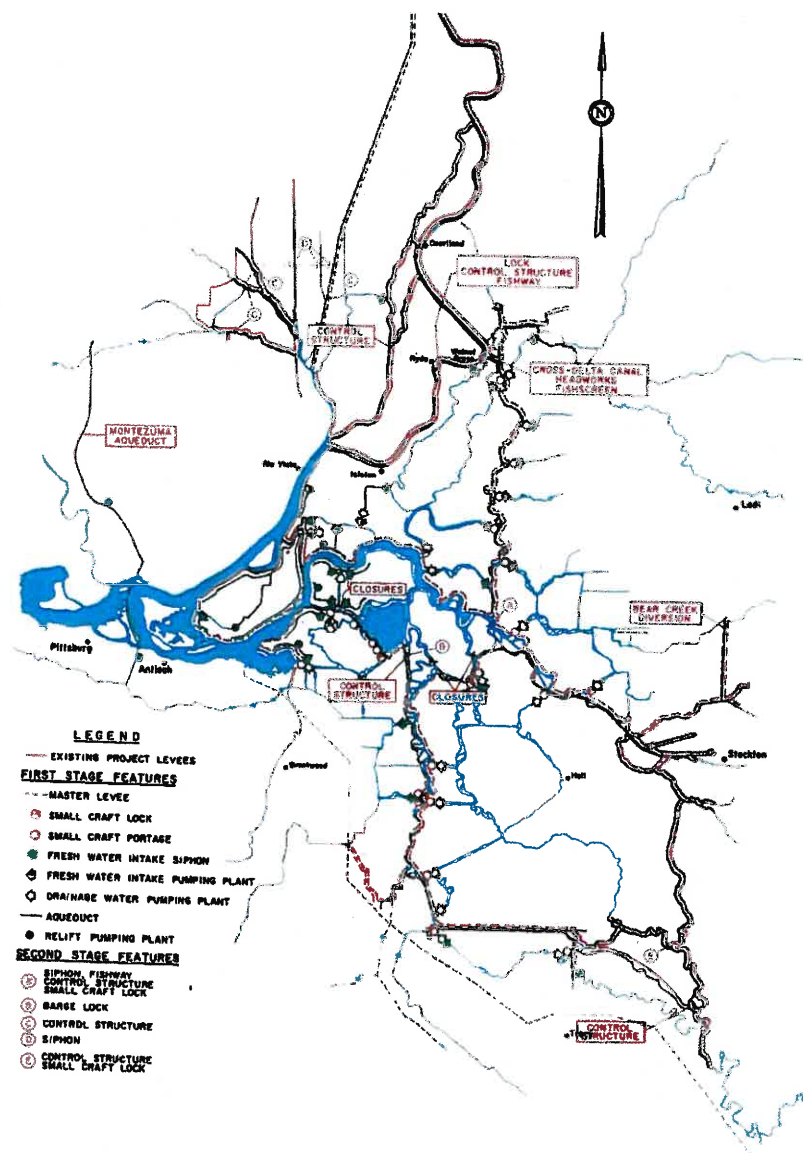 N
Courtland
LOCK
CONTROL STRUCTURE
FISHWAY
D
C
C
C
CONTROL
STRUCTURE
Ryde
Walnut
CROSS-DELTA CANAL
HEADWORKS
FISHSCREEN
MONTEZUMA
AQUEDUCT
Rio Vista
Isleton
Lodi
CLOSURES
A
BEAR CREEK
DIVERSION
B
Pittsburg
Antioch
CONTROL
STRUCTURE
CLOSURES
Stockton
Brentwood
Holt
E
CONTROL
STRUCTURE
LEGEND
EXISTING PROJECT LEVEES
FIRST STAGE FEATURES
MASTER LEVEE
SMALL CRAFT LOCK
SMALL CRAFT PORTAGE
FRESH WATER INTAKE SIPHON
FRESH WATER INTAKE PUMPING PLANT
DRAINAGE WATER PUMPING PLANT
AQUEDUCT
RELIFT PUMPING PLANT
SECOND STAGE FEATURES
A SIPHON, FISHWAY
CONTROL STRUCTURE
SMALL CRAFT LOCK
B BARGE LOCK
C CONTROL STRUCTURE
D SIPHON
E CONTROL STRUCTURE
SMALL CRAFT LOCK